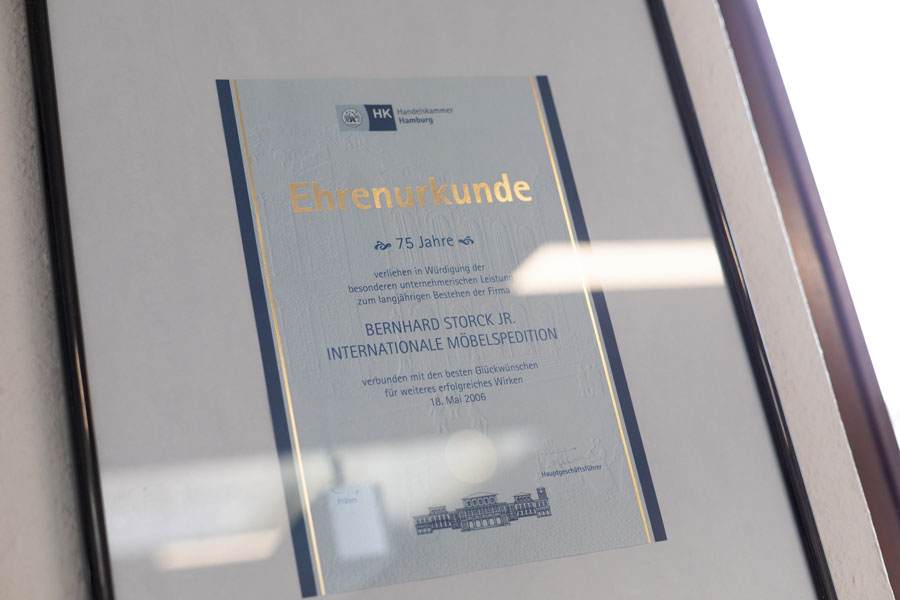 HK
Handelskammer
Hamburg
Ehrenurkunde
75 Jahre
verliehen in Würdigung der
besonderen unternehmerischen Leistung
zum langjährigen Bestehen der Firma
BERNHARD STORCK JR.
INTERNATIONALE MÖBELSPEDITION
verbunden mit den besten Glückwünschen
für weiteres erfolgreiches Wirken
18. Mai 2006
Hauptgeschäftsführer
Präses